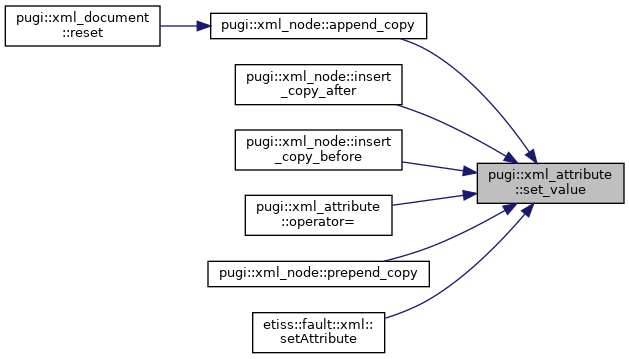 pugi::xml_document
::reset
pugi::xml_node::append_copy
pugi::xml_node::insert
_copy_after
pugi::xml_node::insert
_copy_before
pugi::xml_attribute
::set_value
pugi::xml_attribute
::operator=
pugi::xml_node::prepend_copy
etiss::fault::xml::
setAttribute